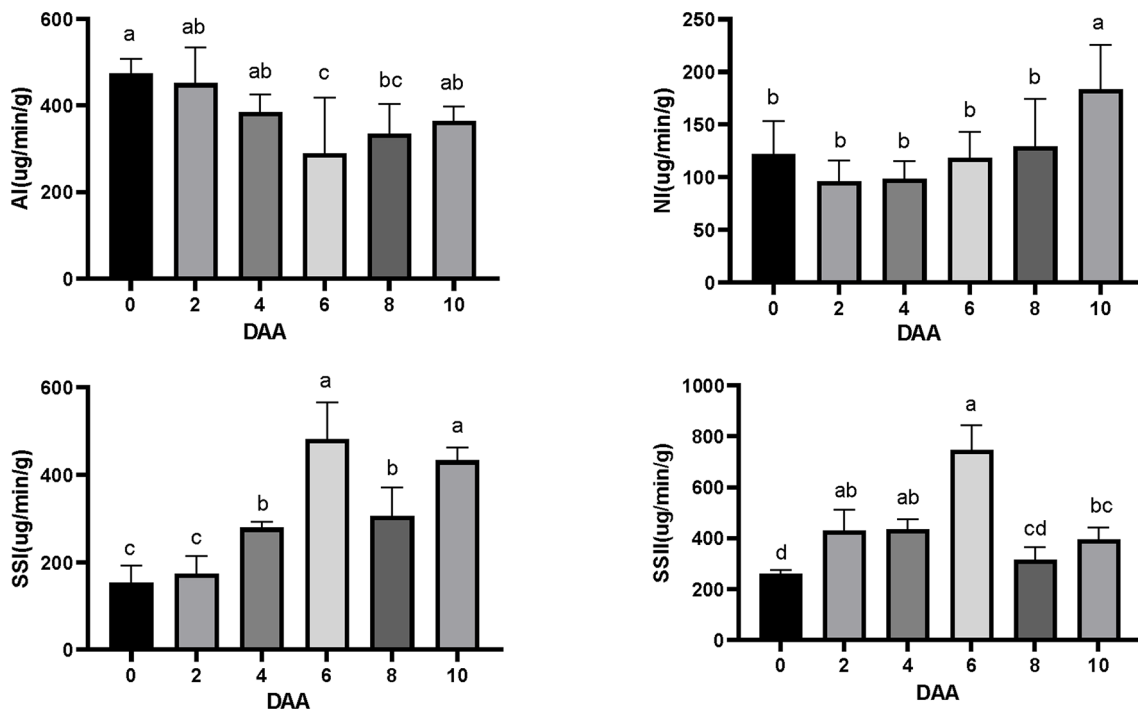 600
400
200
0
AI(ug/min/g)
a
ab
ab
c
bc
ab
0 2 4 6 8 10
DAA
250
200
150
100
50
0
NI(ug/min/g)
b
b
b
b
b
a
0 2 4 6 8 10
DAA
600
400
200
0
SSI(ug/min/g)
c
c
b
a
b
a
0 2 4 6 8 10
DAA
1000
800
600
400
200
0
SSII(ug/min/g)
d
ab
ab
a
cd
bc
0 2 4 6 8 10
DAA